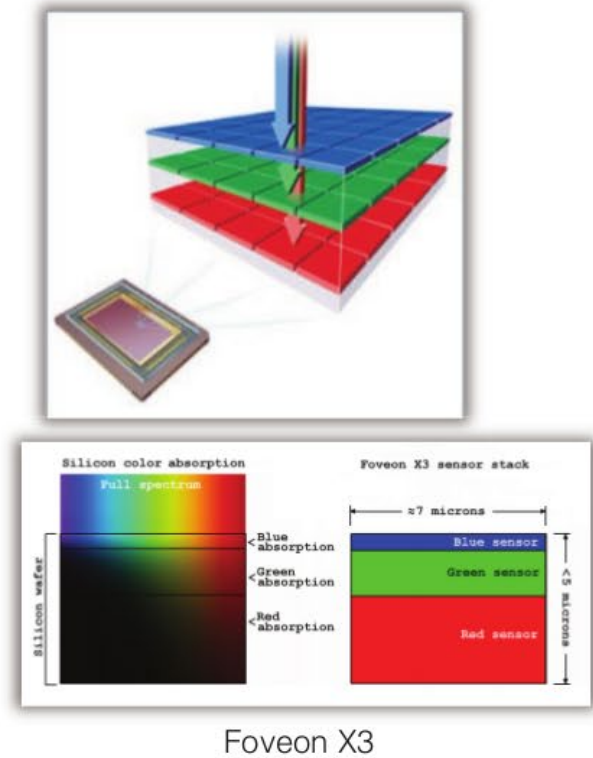 Silicon color absorption
Foveon X3 sensor stack
Full spectrum
≈7 microns
Blue
absorption
Blue sensor
Green
absorption
Green sensor
Silicon wafer
<5 microns
Red
absorption
Red sensor
Foveon X3